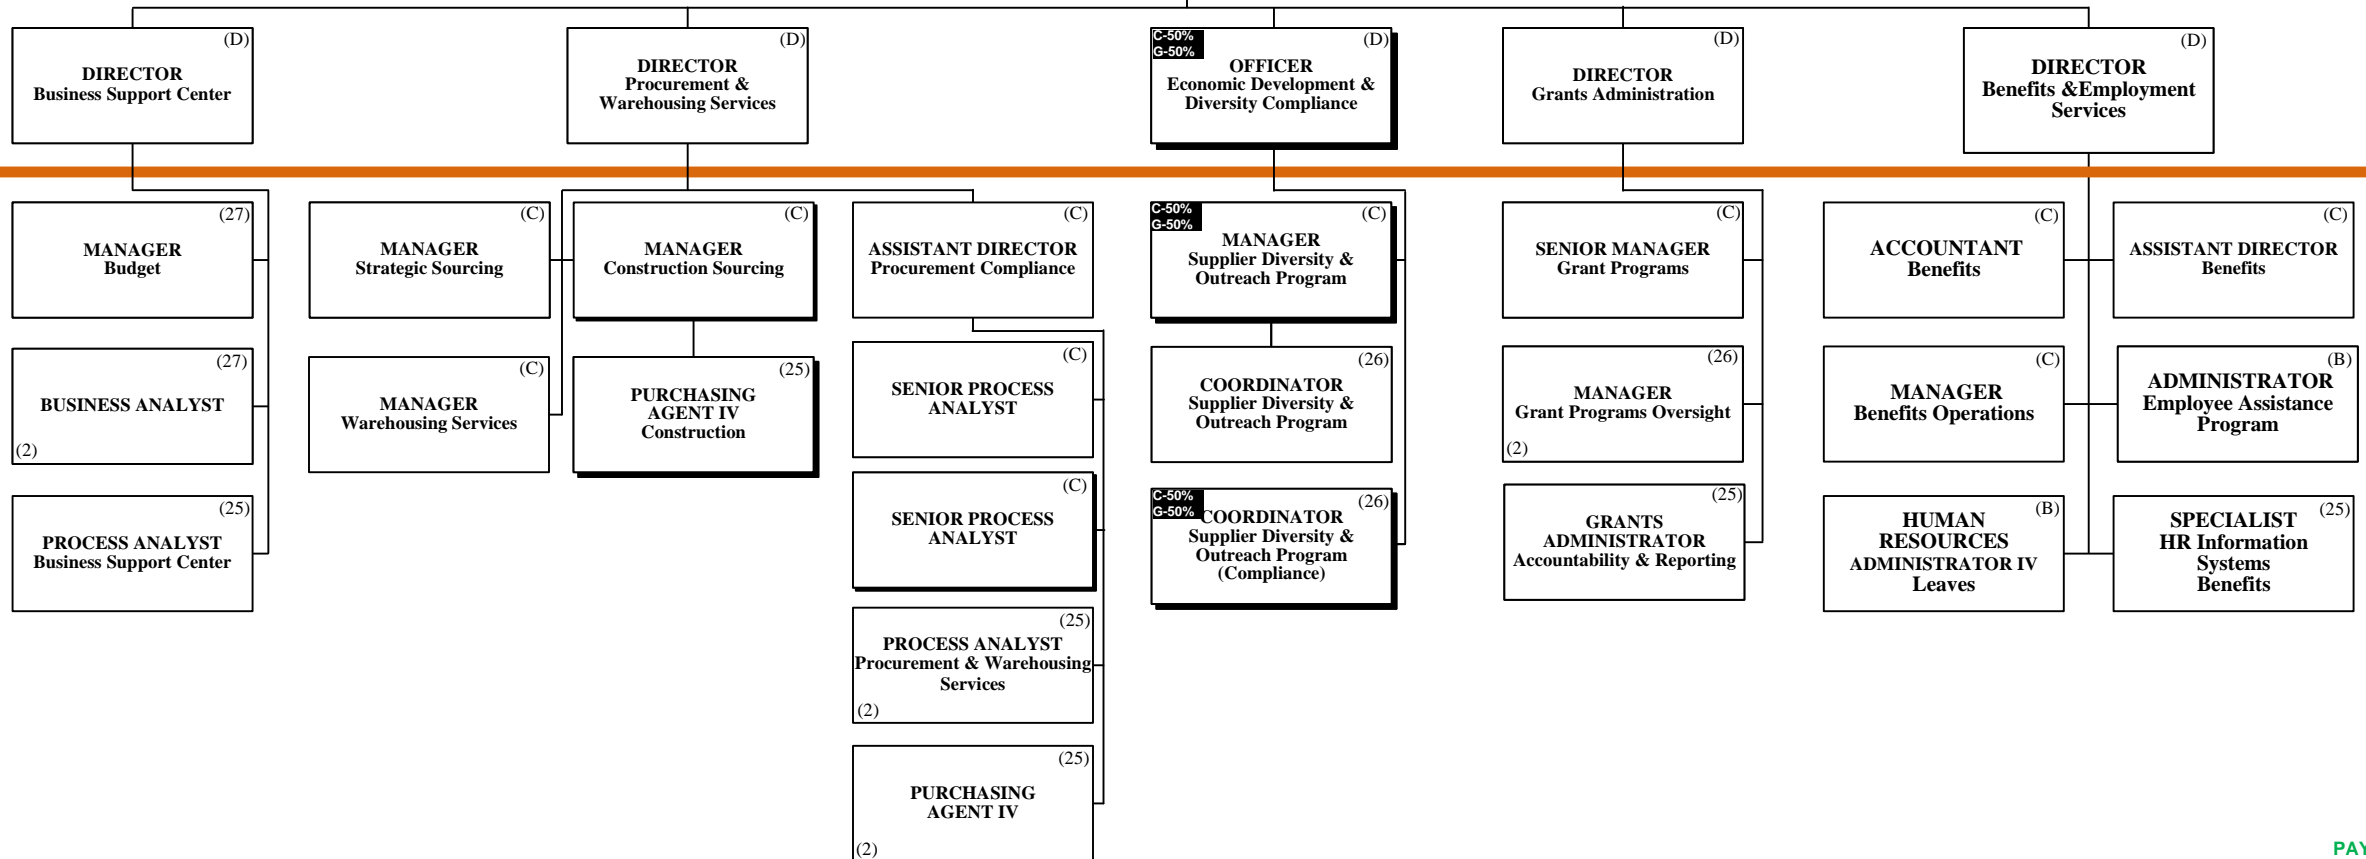 (D)
DIRECTOR
Business Support Center
(D)
DIRECTOR
Procurement &
Warehousing Services
C-50%
G-50%
(D)
OFFICER
Economic Development &
Diversity Compliance
(D)
DIRECTOR
Grants Administration
(D)
DIRECTOR
Benefits &Employment
Services
(27)
MANAGER
Budget
(27)
BUSINESS ANALYST
(2)
(25)
PROCESS ANALYST
Business Support Center
(C)
MANAGER
Strategic Sourcing
(C)
MANAGER
Warehousing Services
(C)
MANAGER
Construction Sourcing
(25)
PURCHASING
AGENT IV
Construction
(C)
ASSISTANT DIRECTOR
Procurement Compliance
(C)
SENIOR PROCESS
ANALYST
(C)
SENIOR PROCESS
ANALYST
(25)
PROCESS ANALYST
Procurement & Warehousing
Services
(2)
(25)
PURCHASING
AGENT IV
(2)
C-50%
G-50%
(C)
MANAGER
Supplier Diversity &
Outreach Program
(26)
COORDINATOR
Supplier Diversity &
Outreach Program
C-50%
G-50%
(26)
COORDINATOR
Supplier Diversity &
Outreach Program
(Compliance)
(C)
SENIOR MANAGER
Grant Programs
(26)
MANAGER
Grant Programs Oversight
(2)
(25)
GRANTS
ADMINISTRATOR
Accountability & Reporting
(C)
ACCOUNTANT
Benefits
(C)
ASSISTANT DIRECTOR
Benefits
(C)
MANAGER
Benefits Operations
(B)
ADMINISTRATOR
Employee Assistance
Program
(B)
HUMAN
RESOURCES
ADMINISTRATOR IV
Leaves
(25)
SPECIALIST
HR Information
Systems
Benefits
PAY